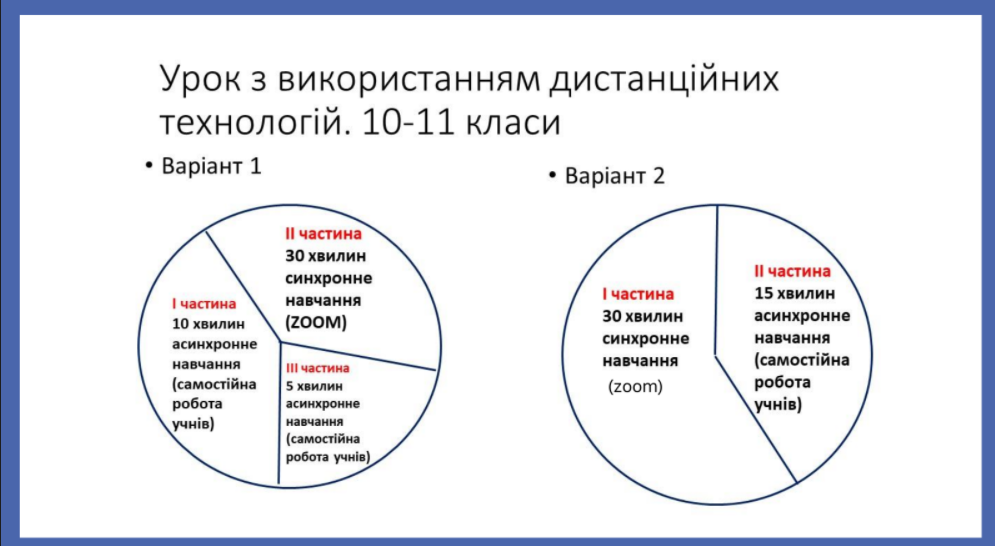 Урок з використанням дистанційних
технологій. 10-11 класи
• Варіант 1
II частина
30 хвилин
синхронне
навчання
(ZOOM)
I частина
10 хвилин
асинхронне
навчання
(самостійна
робота
учнів)
III частина
5 хвилин
асинхронне
навчання
(самостійна
робота учнів)
• Варіант 2
I частина
30 хвилин
синхронне
навчання
(zoom)
II частина
15 хвилин
асинхронне
навчання
(самостійна
робота
учнів)